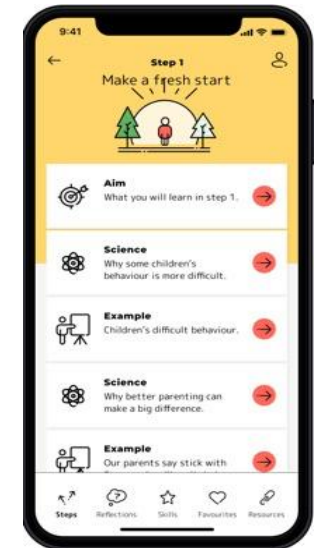 9:41
Step 1
Make a fresh start
Aim
What you will learn in step 1.
Science
Why some children's
behaviour is more difficult.
Example
Children's difficult behaviour.
Science
Why better parenting can
make a big difference.
Example
Our parents say stick with
Steps
Reflections
Skills
Favourites
Resources